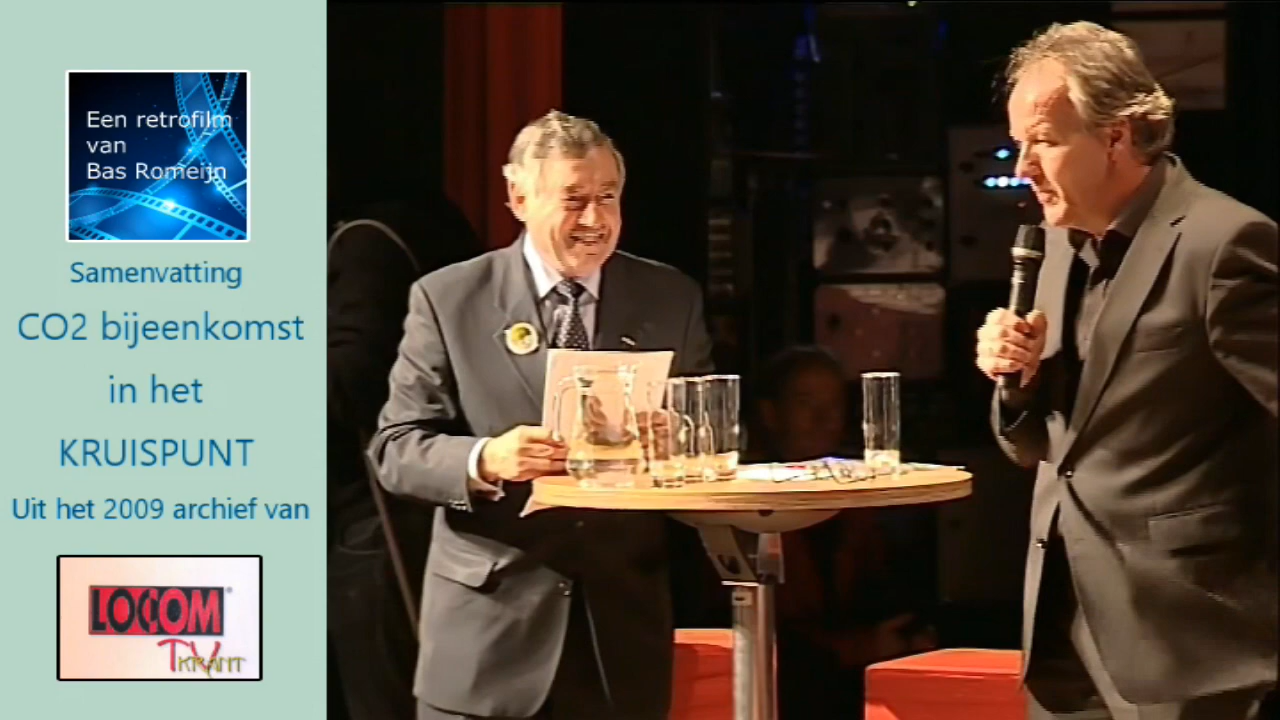 Een retrofilm
van
Bas Romeijn
Samenvatting
CO2 bijeenkomst
in het
KRUISPUNT
Uit het 2009 archief van
LOCOM
TV KRANT